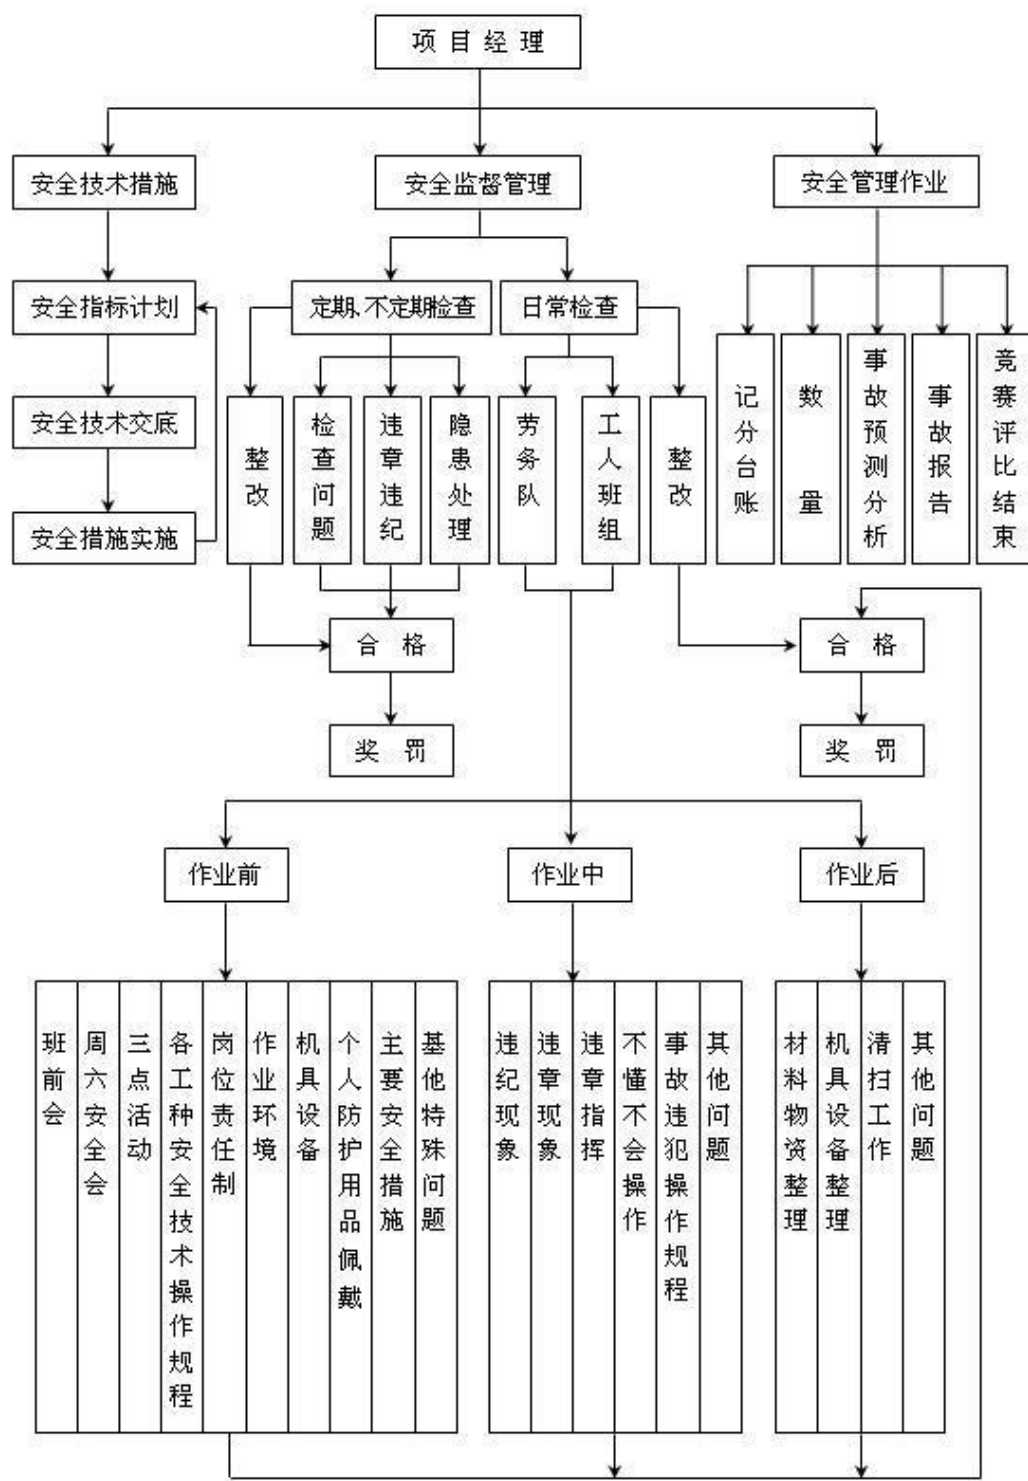 项目经理
安全技术措施
安全监督管理
安全管理作业
安全指标计划
定期、不定期检查
日常检查
安全技术交底
安全措施实施
整改
检查问题
违章违纪
隐患处理
劳务队
工人班组
整改
记分台账
数量
事故预测分析
事故报告
竞赛评比结束
合格
合格
奖罚
奖罚
作业前
作业中
作业后
班前会
周六安全会
三点活动
各工种安全技术操作规程
岗位责任制
作业环境
机具设备
个人防护用品佩戴
主要安全措施
基他特殊问题
违纪现象
违章现象
违章指挥
不懂不会操作
事故违犯操作规程
其他问题
材料物资整理
机具设备整理
清扫工作
其他问题